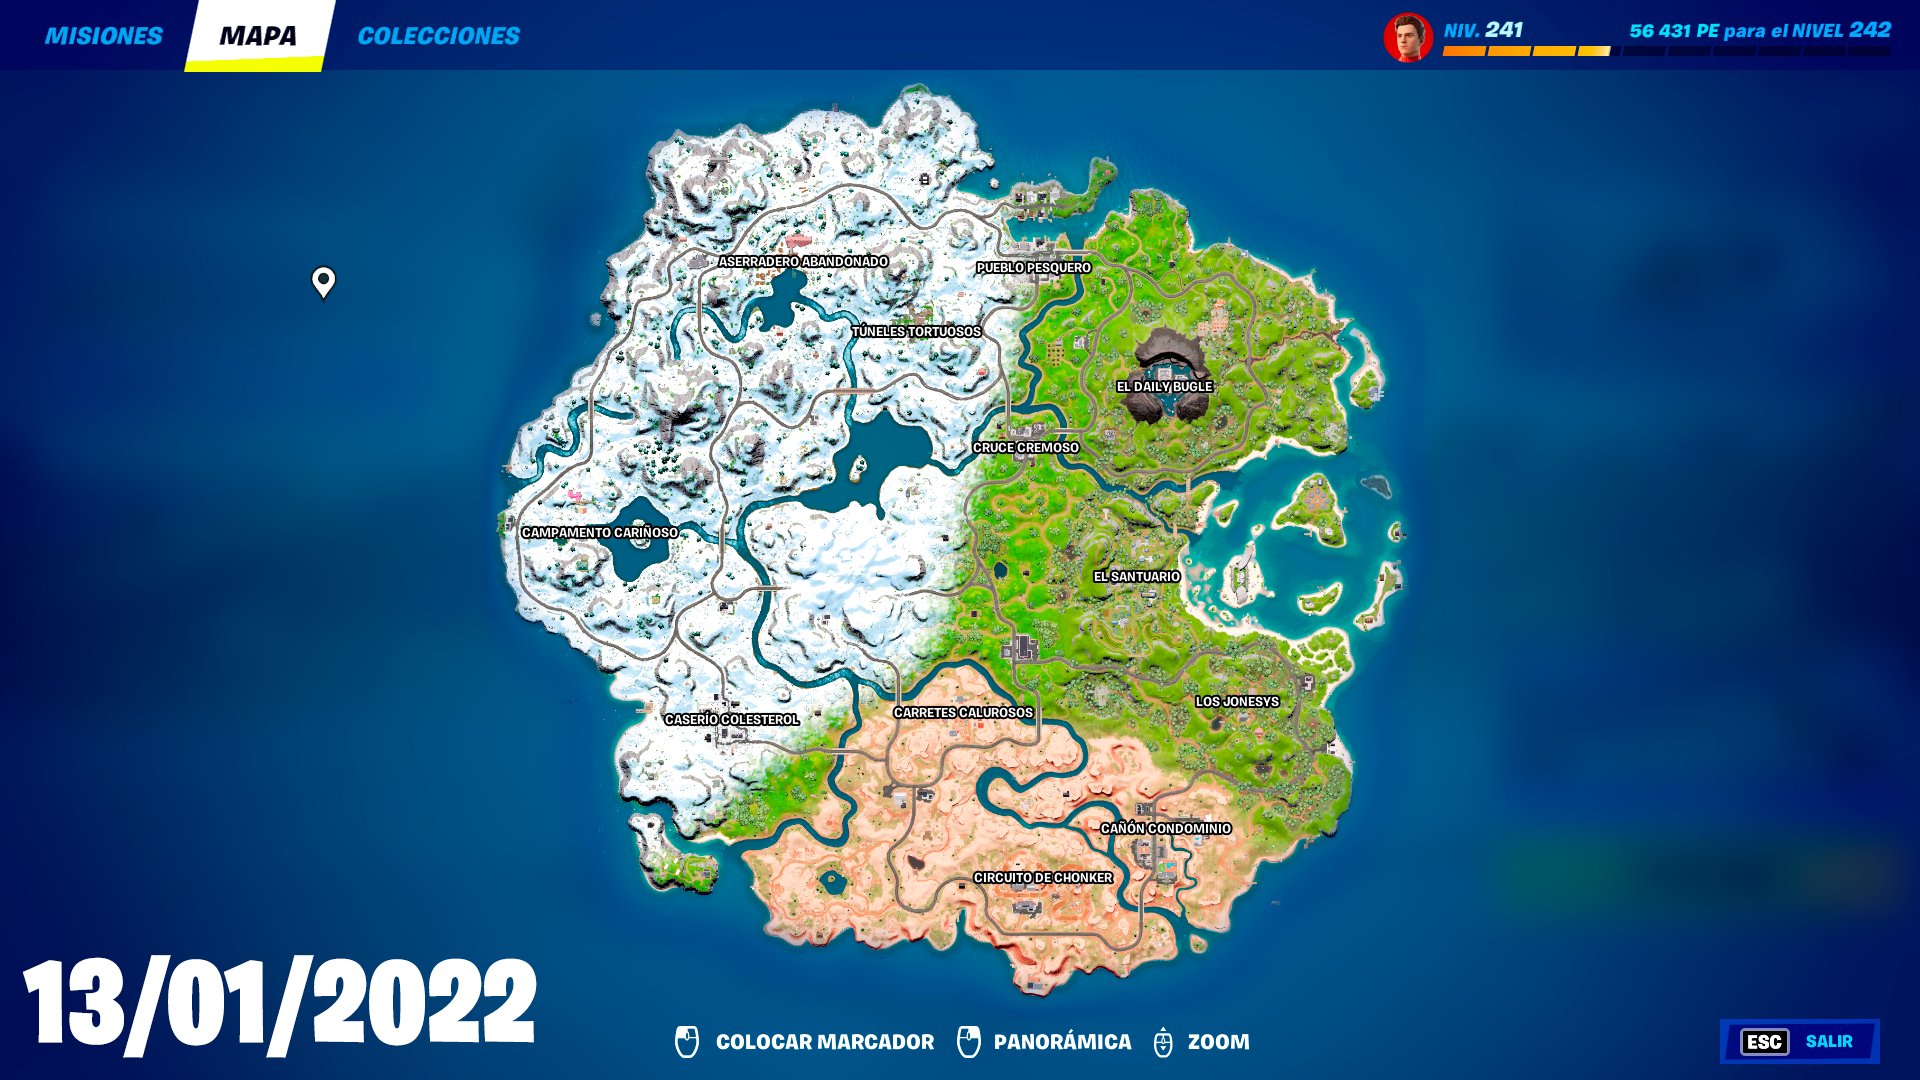 MISIONES
MAPA
COLECCIONES
NIV. 241
56 431 PE para el NIVEL 242
ASERRADERO ABANDONADO
PUEBLO PESQUERO
TÚNELES TORTUOSOS
EL DAILY BUGLE
CRUCE CREMOSO
CAMPAMENTO CARIÑOSO
EL SANTUARIO
LOS JONESYS
CARRETES CALUROSOS
CASERÍO COLESTEROL
CAÑÓN CONDOMINIO
CIRCUITO DE CHONKER
13/01/2022
COLOCAR MARCADOR
PANORÁMICA
ZOOM
ESC SALIR